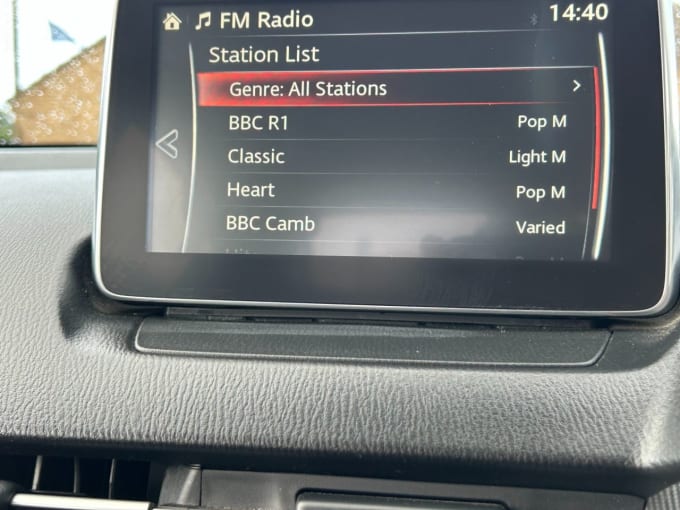 FM Radio 14:40
Station List
Genre: All Stations
BBC R1 Pop M
Classic Light M
Heart Pop M
BBC Camb Varied